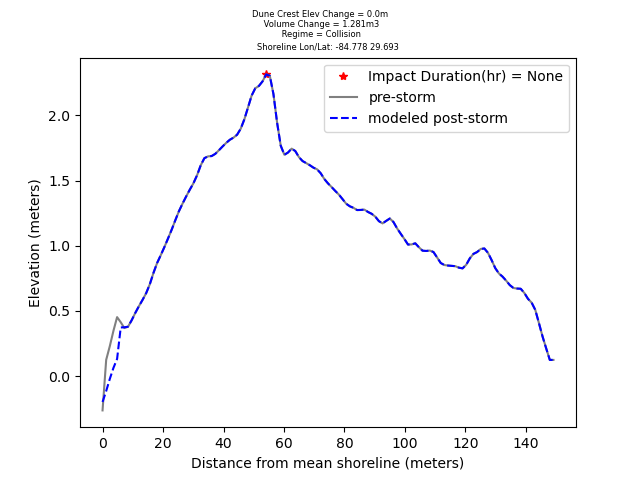 Dune Crest Elev Change = 0.0m
Volume Change = 1.281m3
Regime = Collision
Shoreline Lon/Lat: -84.778 29.693
Impact Duration(hr) = None
pre-storm
modeled post-storm
2.0
1.5
1.0
0.5
0.0
Elevation (meters)
0 20 40 60 80 100 120 140
Distance from mean shoreline (meters)